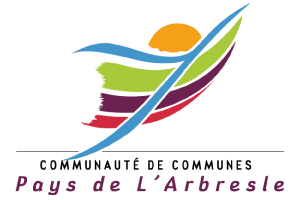 COMMUNAUTÉ DE COMMUNES
Pays de L'Arbresle